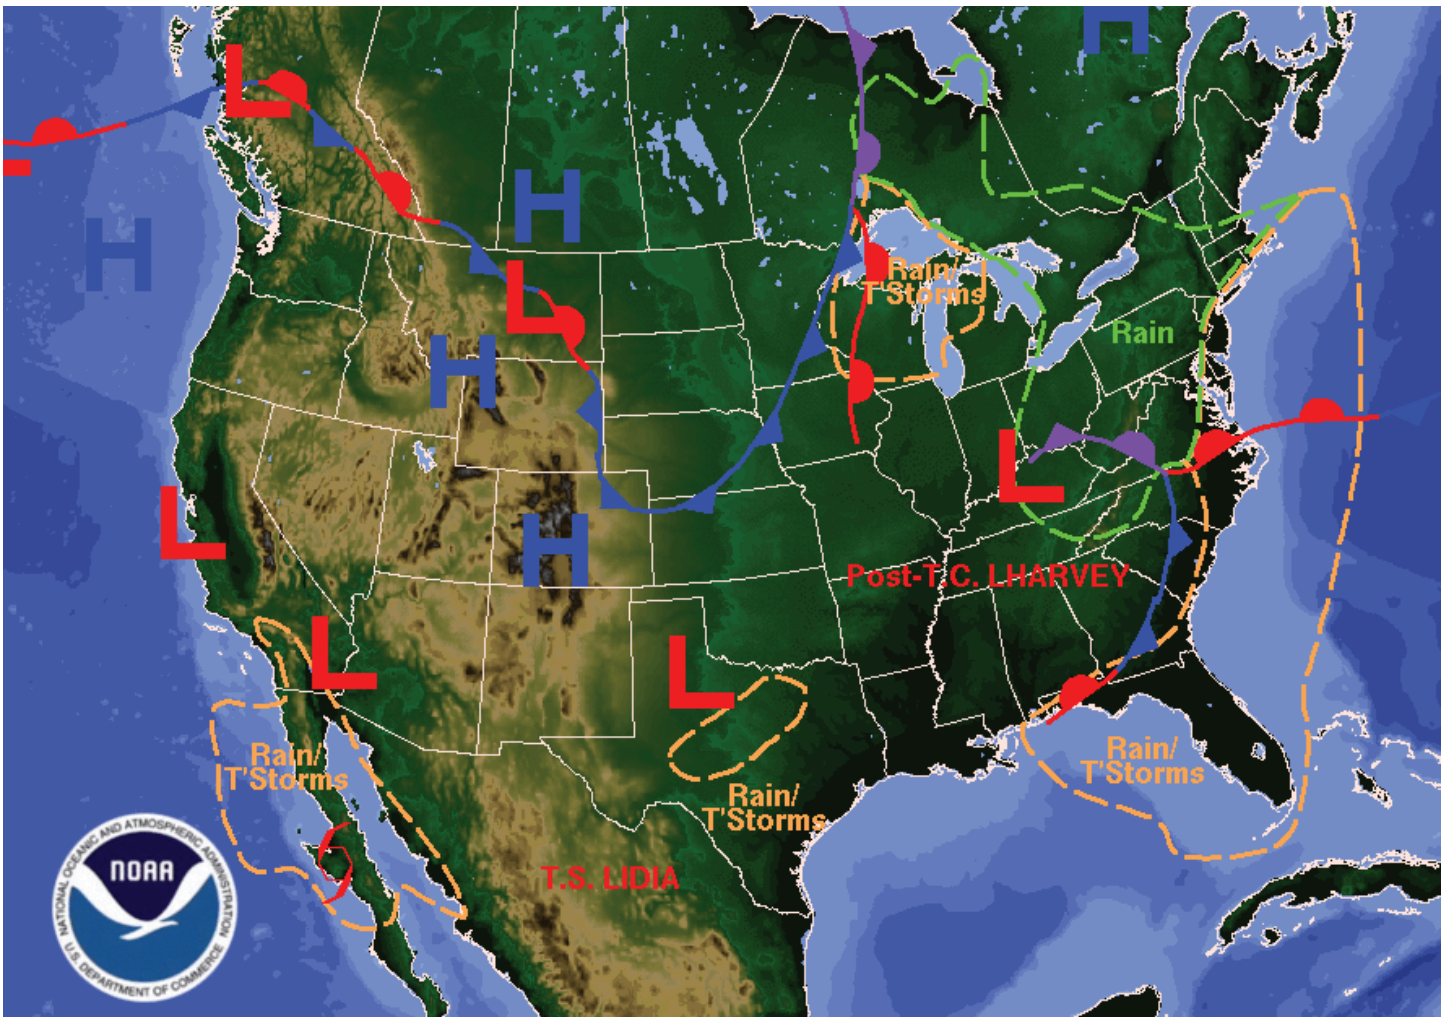 H
L
H
H
L
Rain/
T'Storms
Rain
H
L
L
H
Post-T.C. LHARVEY
L
L
Rain/
T'Storms
Rain/
T'Storms
Rain/
T'Storms
T.S. LIDIA
NATIONAL OCEANIC AND ATMOSPHERIC ADMINISTRATION
NOAA
U.S. DEPARTMENT OF COMMERCE